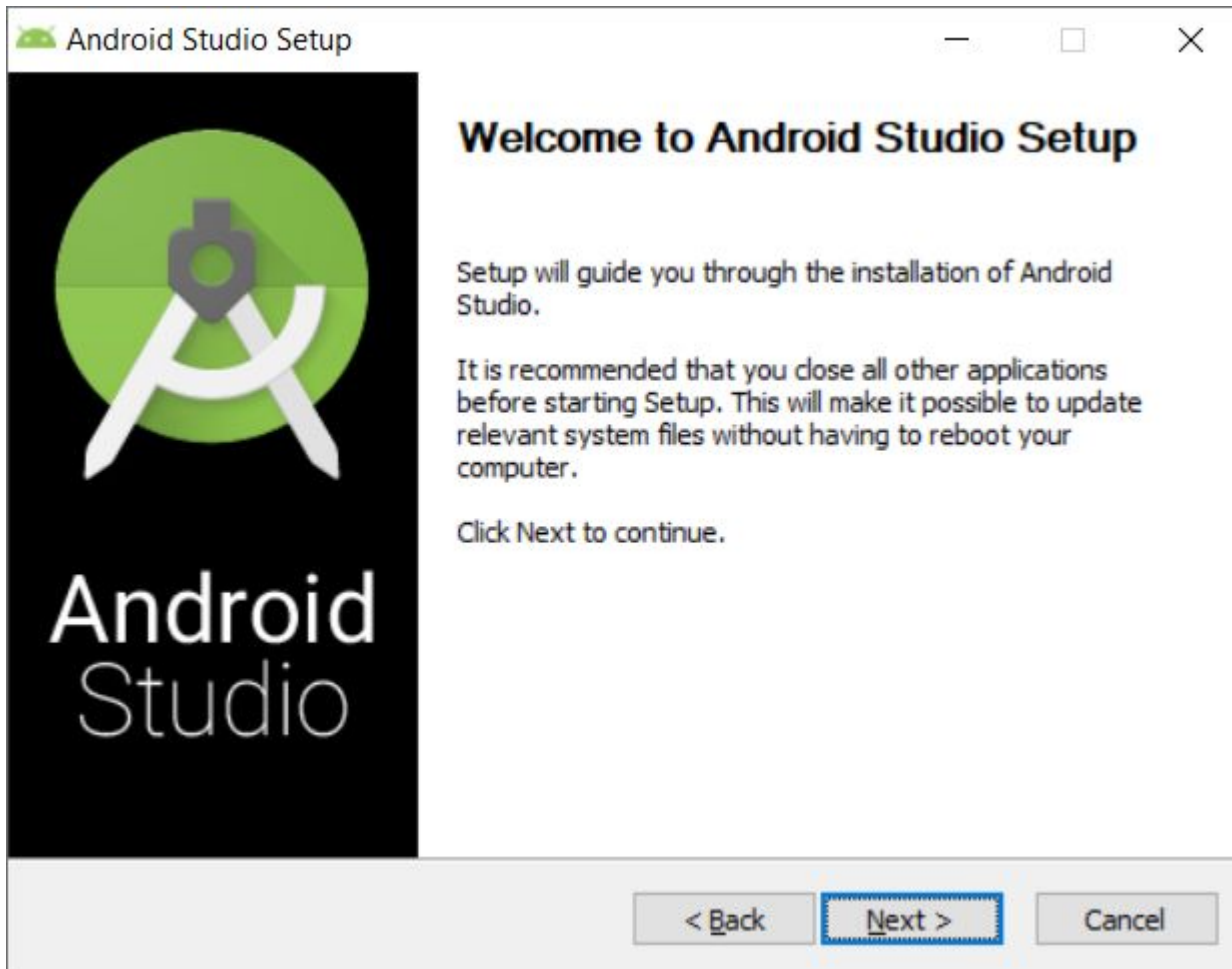 Android Studio Setup
Welcome to Android Studio Setup
Setup will guide you through the installation of Android
Studio.
It is recommended that you close all other applications
before starting Setup. This will make it possible to update
relevant system files without having to reboot your
computer.
Click Next to continue.
Android
Studio
< Back
Next >
Cancel